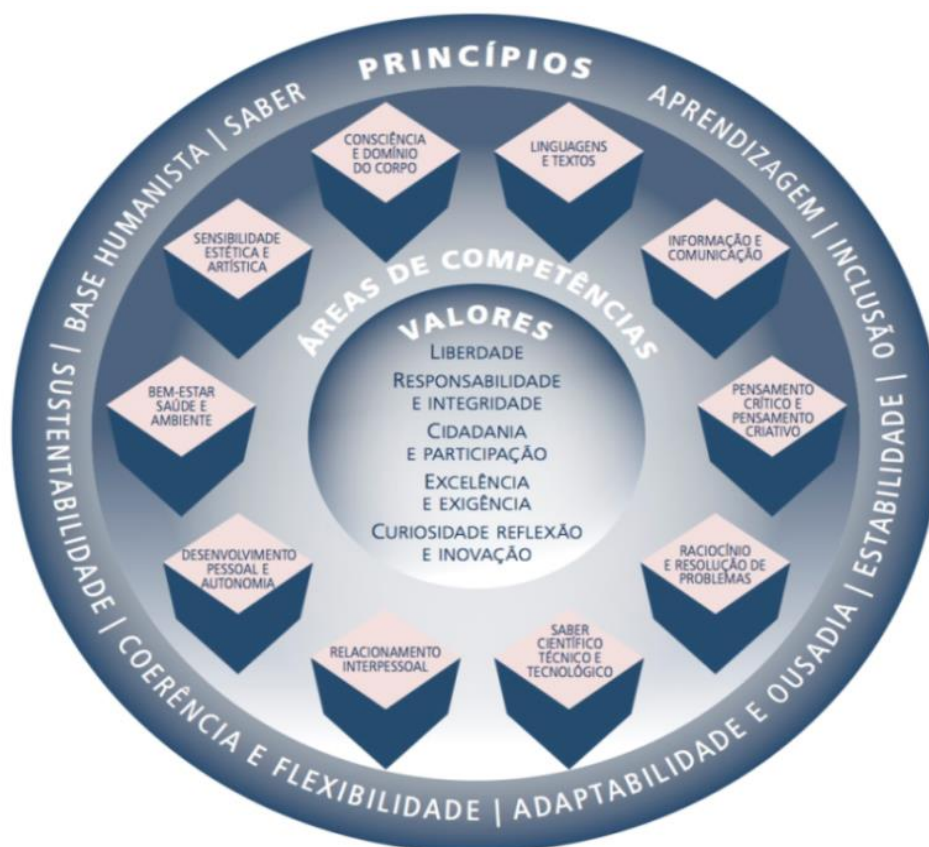 PRINCÍPIOS
APRENDIZAGEM | INCLUSÃO | ESTABILIDADE | ADAPTABILIDADE E OUSADIA | COERÊNCIA E FLEXIBILIDADE | SUSTENTABILIDADE | BASE HUMANISTA | SABER
ÁREAS DE COMPETÊNCIAS
LINGUAGENS
E TEXTOS
INFORMAÇÃO E
COMUNICAÇÃO
PENSAMENTO
CRÍTICO E
PENSAMENTO
CRIATIVO
RACIOCÍNIO
E RESOLUÇÃO DE
PROBLEMAS
SABER
CIENTÍFICO
TÉCNICO E
TECNOLÓGICO
RELACIONAMENTO
INTERPESSOAL
DESENVOLVIMENTO
PESSOAL E
AUTONOMIA
BEM-ESTAR
SAÚDE E
AMBIENTE
SENSIBILIDADE
ESTÉTICA E
ARTÍSTICA
CONSCIÊNCIA
E DOMÍNIO
DO CORPO
VALORES
LIBERDADE
RESPONSABILIDADE
E INTEGRIDADE
CIDADANIA
E PARTICIPAÇÃO
EXCELÊNCIA
E EXIGÊNCIA
CURIOSIDADE REFLEXÃO
E INOVAÇÃO